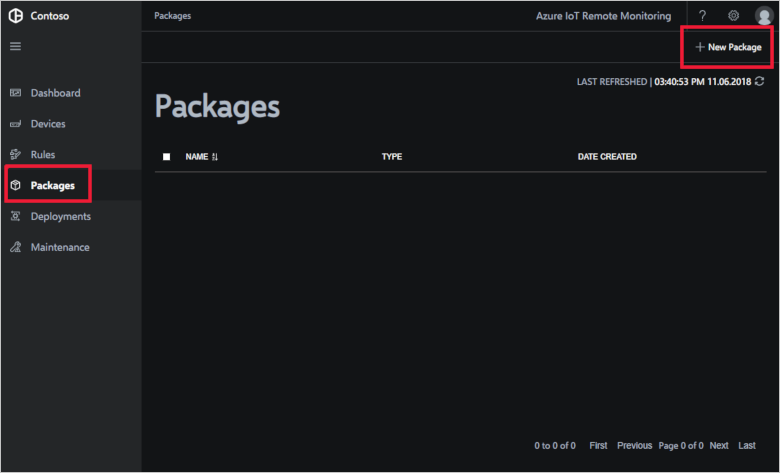 Contoso
Packages
Azure IoT Remote Monitoring
?
+ New Package
LAST REFRESHED | 03:40:53 PM 11.06.2018
Dashboard
Devices
Rules
Packages
Deployments
Maintenance
Packages
NAME TYPE DATE CREATED
0 to 0 of 0 First Previous Page 0 of 0 Next Last